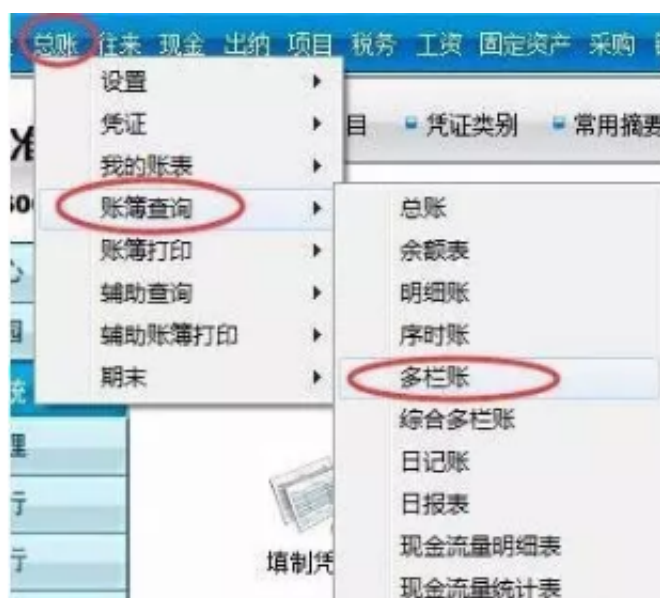 总账 往来 现金 出纳 项目 税务 工资 固定资产 采购
设置
凭证
目 凭证类别 常用摘要
我的账表
账簿查询
账簿打印
辅助查询
辅助账簿打印
期末
总账
余额表
明细账
序时账
多栏账
综合多栏账
日记账
日报表
现金流量明细表
现金流量统计表
填制凭